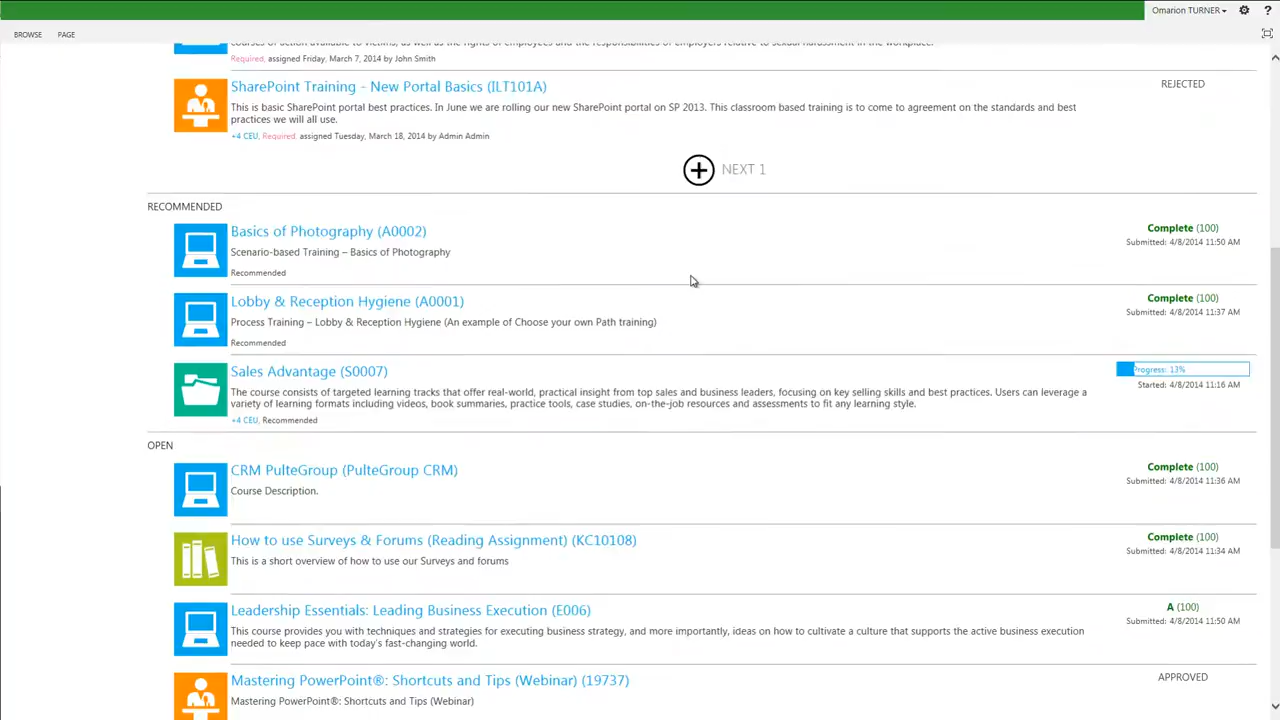 Omarion TURNER ?
BROWSE PAGE
courses of action available to victims, as well as the rights of employees and the responsibilities of employers relative to sexual harassment in the workplace.
Required, assigned Friday, March 7, 2014 by John Smith
SharePoint Training - New Portal Basics (ILT101A) REJECTED
This is basic SharePoint portal best practices. In June we are rolling our new SharePoint portal on SP 2013. This classroom based training is to come to agreement on the standards and best
practices we will all use.
+4 CEU, Required, assigned Tuesday, March 18, 2014 by Admin Admin
NEXT 1
RECOMMENDED
Basics of Photography (A0002) Complete (100)
Scenario-based Training – Basics of Photography Submitted: 4/8/2014 11:50 AM
Recommended
Lobby & Reception Hygiene (A0001) Complete (100)
Process Training – Lobby & Reception Hygiene (An example of Choose your own Path training) Submitted: 4/8/2014 11:37 AM
Recommended
Sales Advantage (S0007) Progress: 13%
Started: 4/8/2014 11:16 AM
The course consists of targeted learning tracks that offer real-world, practical insight from top sales and business leaders, focusing on key selling skills and best practices. Users can leverage a
variety of learning formats including videos, book summaries, practice tools, case studies, on-the-job resources and assessments to fit any learning style.
+4 CEU, Recommended
OPEN
CRM PulteGroup (PulteGroup CRM) Complete (100)
Course Description. Submitted: 4/8/2014 11:36 AM
How to use Surveys & Forums (Reading Assignment) (KC10108) Complete (100)
This is a short overview of how to use our Surveys and forums Submitted: 4/8/2014 11:34 AM
Leadership Essentials: Leading Business Execution (E006) A (100)
Submitted: 4/8/2014 11:50 AM
This course provides you with techniques and strategies for executing business strategy, and more importantly, ideas on how to cultivate a culture that supports the active business execution
needed to keep pace with today's fast-changing world.
Mastering PowerPoint®: Shortcuts and Tips (Webinar) (19737) APPROVED
Mastering PowerPoint®: Shortcuts and Tips (Webinar)